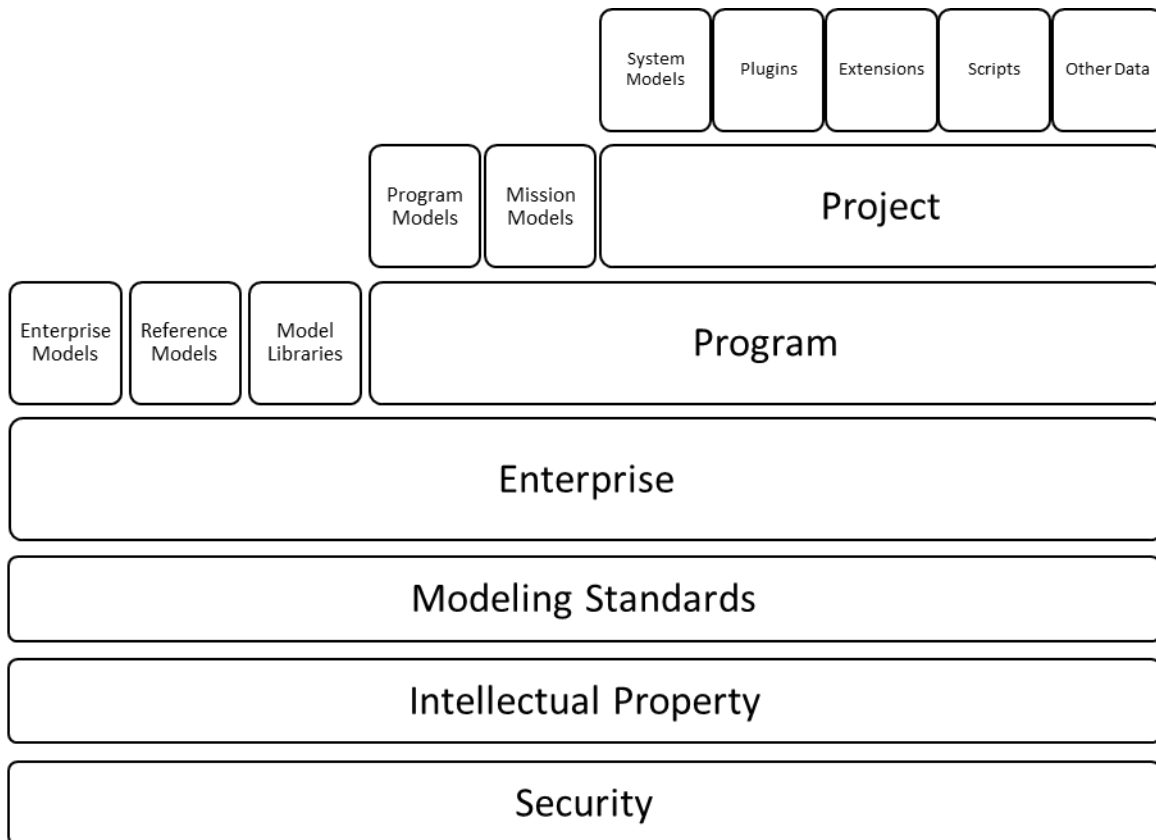 System
Models
Plugins
Extensions
Scripts
Other Data
Program
Models
Mission
Models
Project
Enterprise
Models
Reference
Models
Model
Libraries
Program
Enterprise
Modeling Standards
Intellectual Property
Security